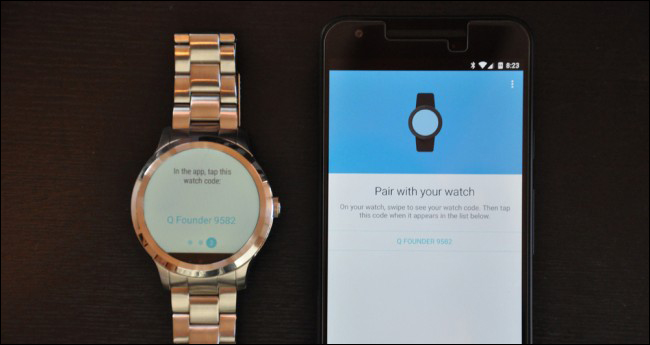 In the app, tap this
watch code:
Q Founder 9582
8:23
Pair with your watch
On your watch, swipe to see your watch code. Then tap
this code when it appears in the list below.
Q FOUNDER 9582